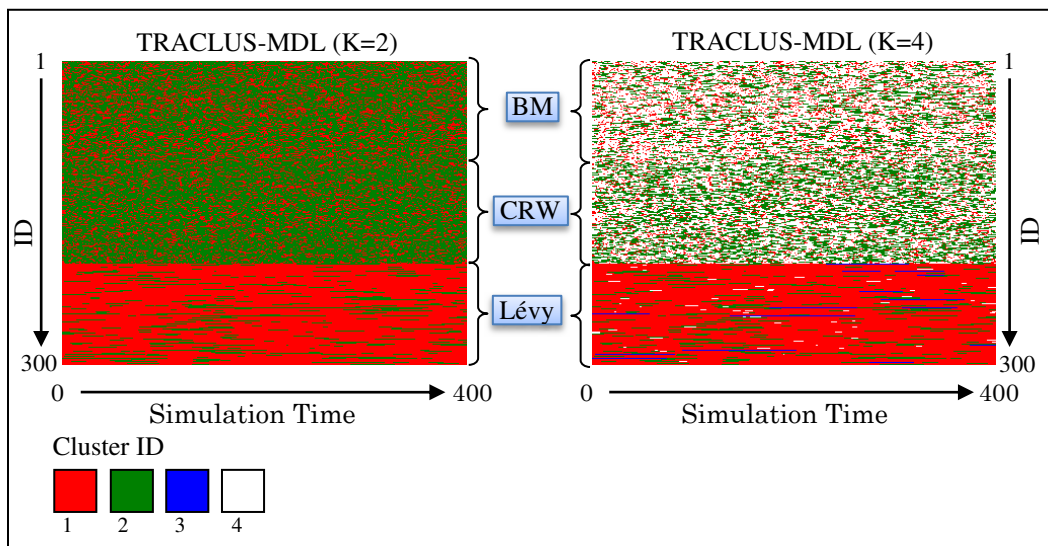 TRACLUS-MDL (K=2)
TRACLUS-MDL (K=4)
1
1
BM
CRW
Lévy
ID
ID
300
300
0
400
0
400
Simulation Time
Simulation Time
Cluster ID
1
2
3
4